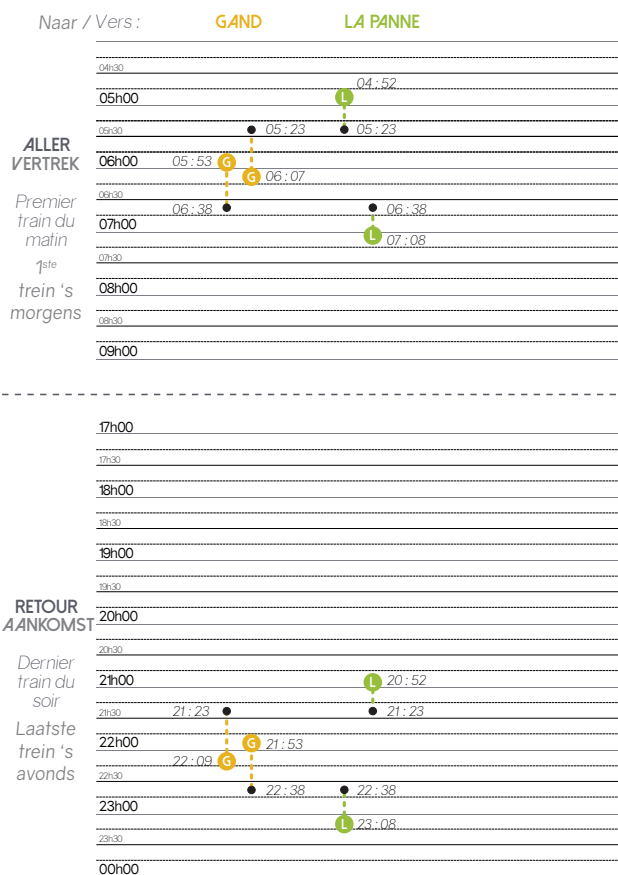 Naar / Vers : GAND LA PANNE
04h30
04 : 52
05h00 L
05h30 05 : 23 05 : 23
ALLER
VERTREK
06h00 05 : 53 G
G 06 : 07
Premier
train du
matin
1ste
trein ‘s
morgens
06h30
06 : 38 06 : 38
07h00
L 07 : 08
07h30
08h00
08h30
09h00
17h00
17h30
18h00
18h30
19h00
19h30
RETOUR
AANKOMST
20h00
20h30
Dernier
train du
soir
Laatste
trein ‘s
avonds
21h00 L 20 : 52
21h30 21 : 23 21 : 23
22h00 G 21 : 53
22 : 09 G
22h30
22 : 38 22 : 38
23h00
L 23 : 08
23h30
00h00